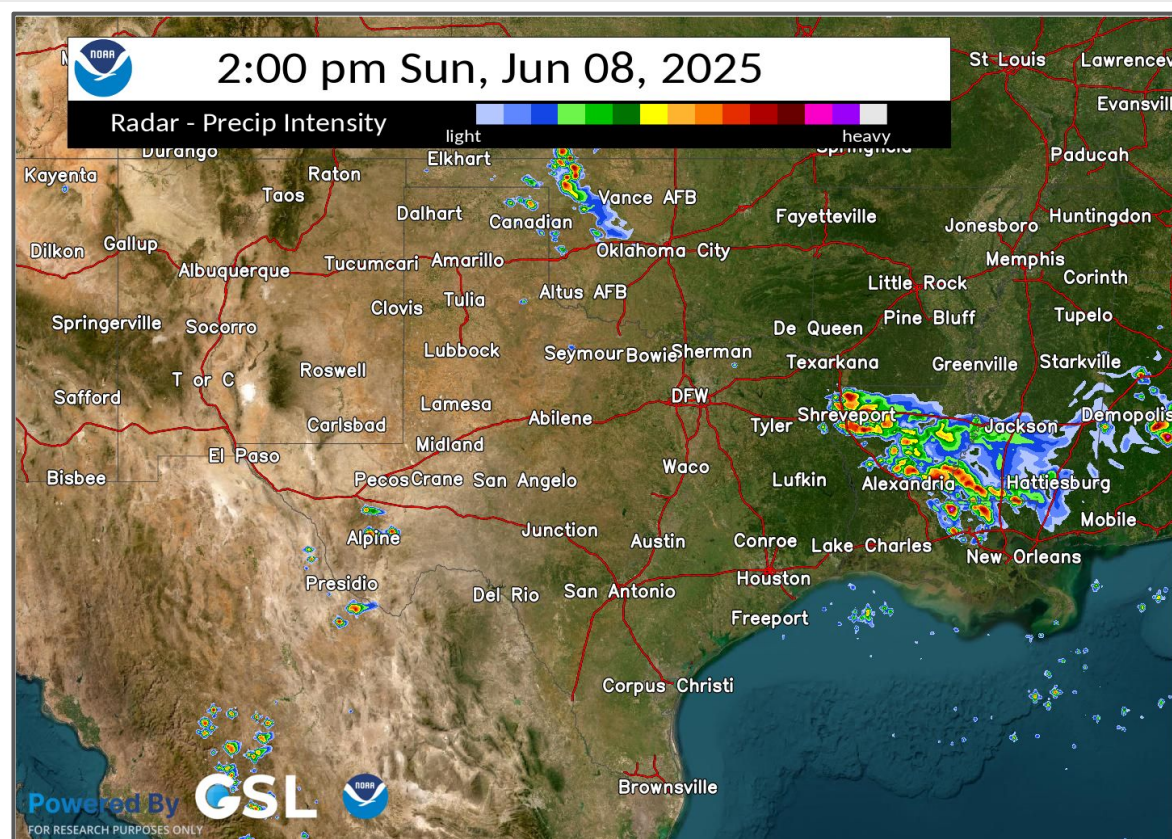 NOAA
2:00 pm Sun, Jun 08, 2025
Radar - Precip Intensity
light
heavy
St Louis
Lawrencev
Evansvill
Durango
Elkhart
Springfield
Paducah
Kayenta
Raton
Taos
Vance AFB
Dalhart
Canadian
Fayetteville
Jonesboro
Huntingdon
Dilkon
Gallup
Albuquerque
Tucumcari
Amarillo
Oklahoma City
Memphis
Corinth
Little Rock
Altus AFB
Clovis
Tulia
Springerville
Socorro
De Queen
Pine Bluff
Tupelo
Lubbock
Seymour
Bowie
Sherman
Texarkana
Greenville
Starkville
T or C
Roswell
Safford
DFW
Lamesa
Carlsbad
Abilene
Tyler
Shreveport
Jackson
Demopolis
Midland
El Paso
Bisbee
Pecos
Crane
San Angelo
Waco
Lufkin
Alexandria
Hattiesburg
Mobile
Alpine
Junction
Austin
Conroe
Lake Charles
New Orleans
Presidio
Del Rio
San Antonio
Houston
Freeport
Corpus Christi
Brownsville
Powered By
GSL
NOAA
FOR RESEARCH PURPOSES ONLY